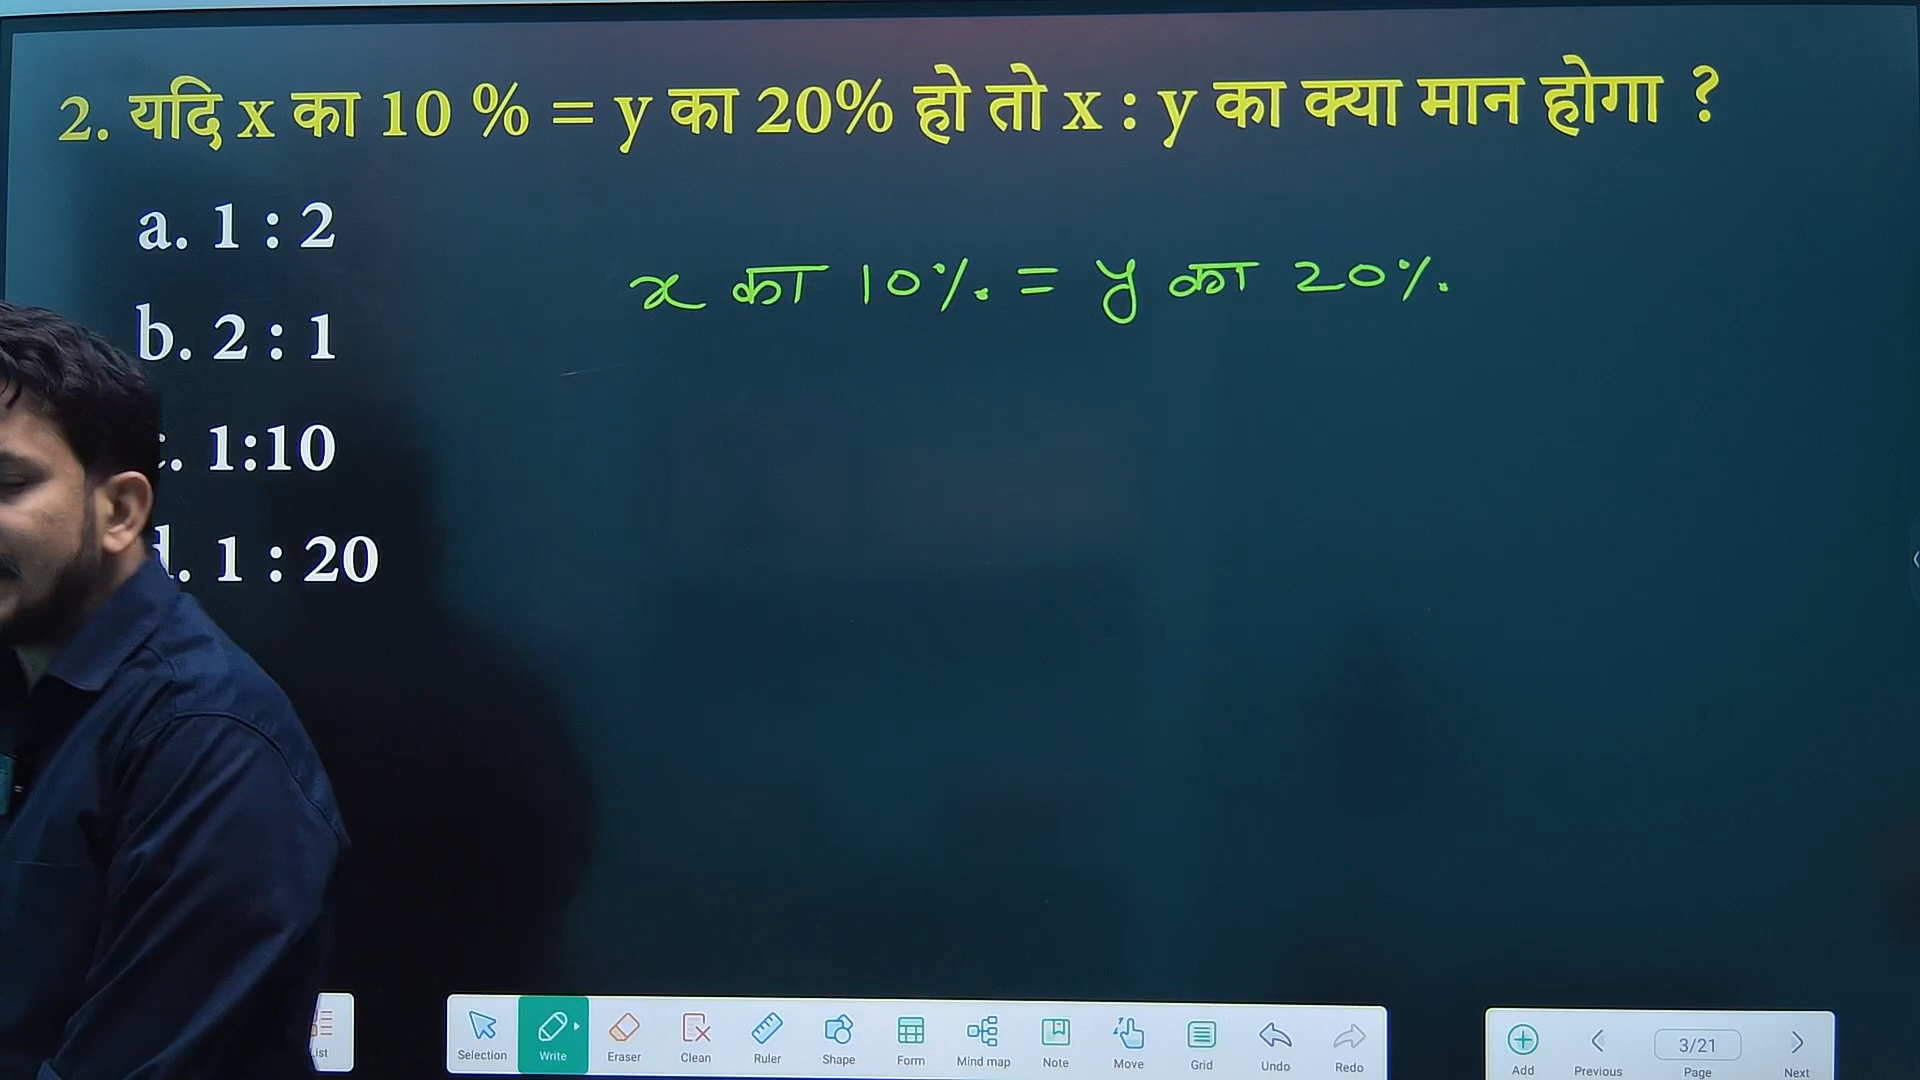 2. यदि x का 10 % = y का 20% हो तो x : y का क्या मान होगा ?
a. 1 : 2
x का 10% = y का 20%
b. 2 : 1
c. 1:10
d. 1 : 20
List
Selection Write Eraser Clean Ruler Shape Form Mind map Note Move Grid Undo Redo
Add Previous 3/21 Page Next